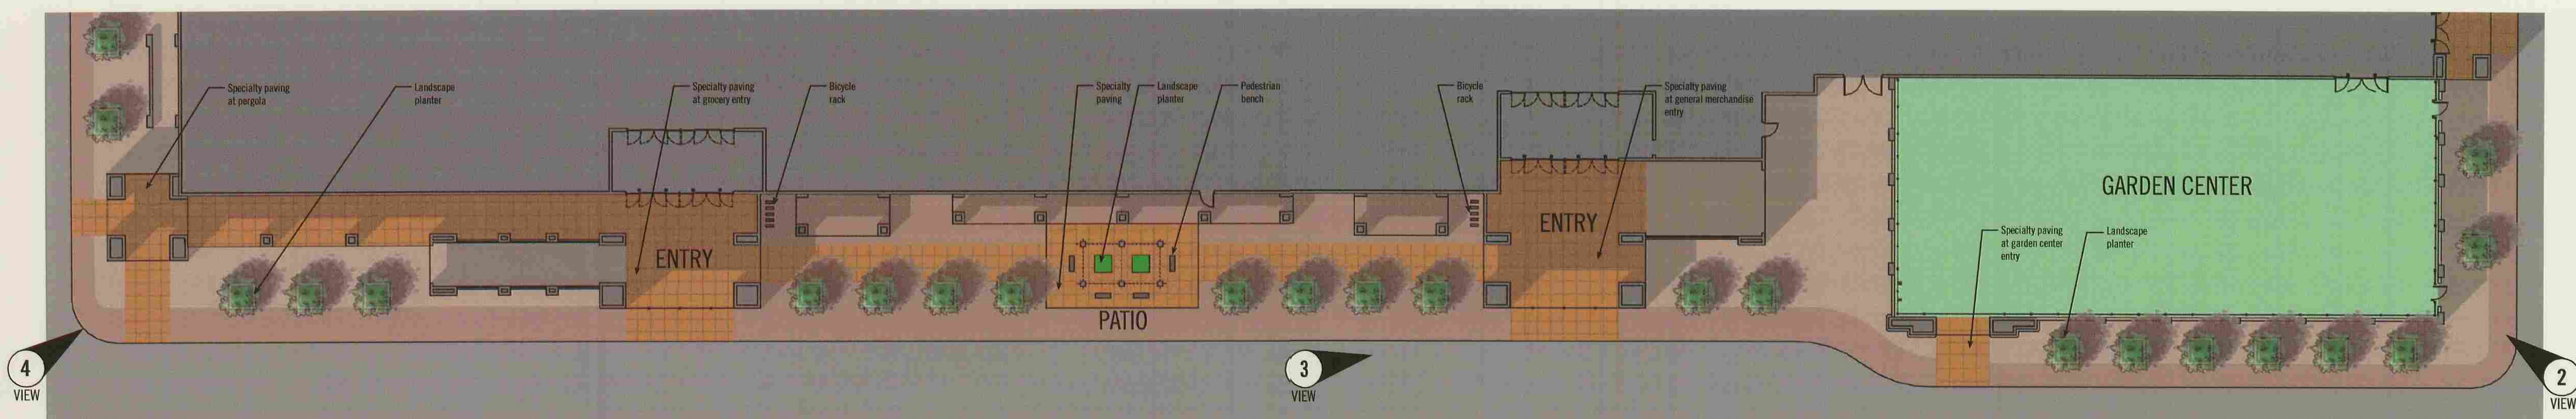 Specialty paving
at pergola
Landscape
planter
Specialty paving
at grocery entry
Bicycle
rack
Specialty
paving
Landscape
planter
Pedestrian
bench
Bicycle
rack
Specialty paving
at general merchandise
entry
GARDEN CENTER
ENTRY
ENTRY
PATIO
Specialty paving
at garden center
entry
Landscape
planter
4
VIEW
3
VIEW
2
VIEW